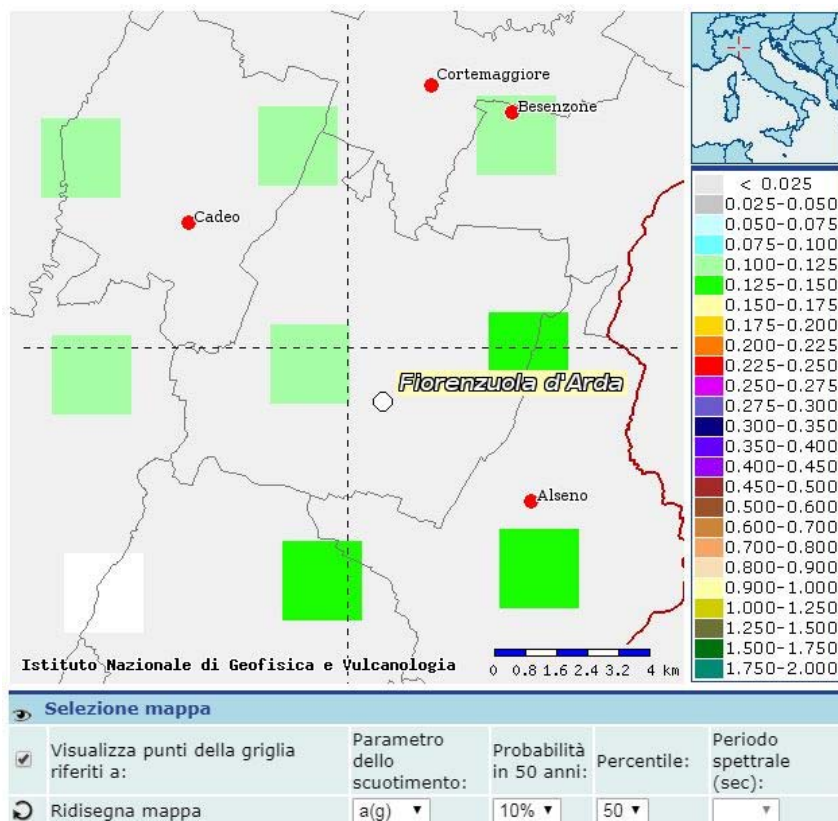 Cortemaggiore
Besenzone
Cadeo
Fiorenzuola d'Arda
Alseno
Istituto Nazionale di Geofisica e Vulcanologia
0 0.8 1.6 2.4 3.2 4 km
< 0.025
0.025-0.050
0.050-0.075
0.075-0.100
0.100-0.125
0.125-0.150
0.150-0.175
0.175-0.200
0.200-0.225
0.225-0.250
0.250-0.275
0.275-0.300
0.300-0.350
0.350-0.400
0.400-0.450
0.450-0.500
0.500-0.600
0.600-0.700
0.700-0.800
0.800-0.900
0.900-1.000
1.000-1.250
1.250-1.500
1.500-1.750
1.750-2.000
Selezione mappa
Visualizza punti della griglia riferiti a:
Parametro dello scuotimento:
Probabilità in 50 anni:
Percentile:
Periodo spettrale (sec):
Ridisegna mappa
a(g)
10%
50